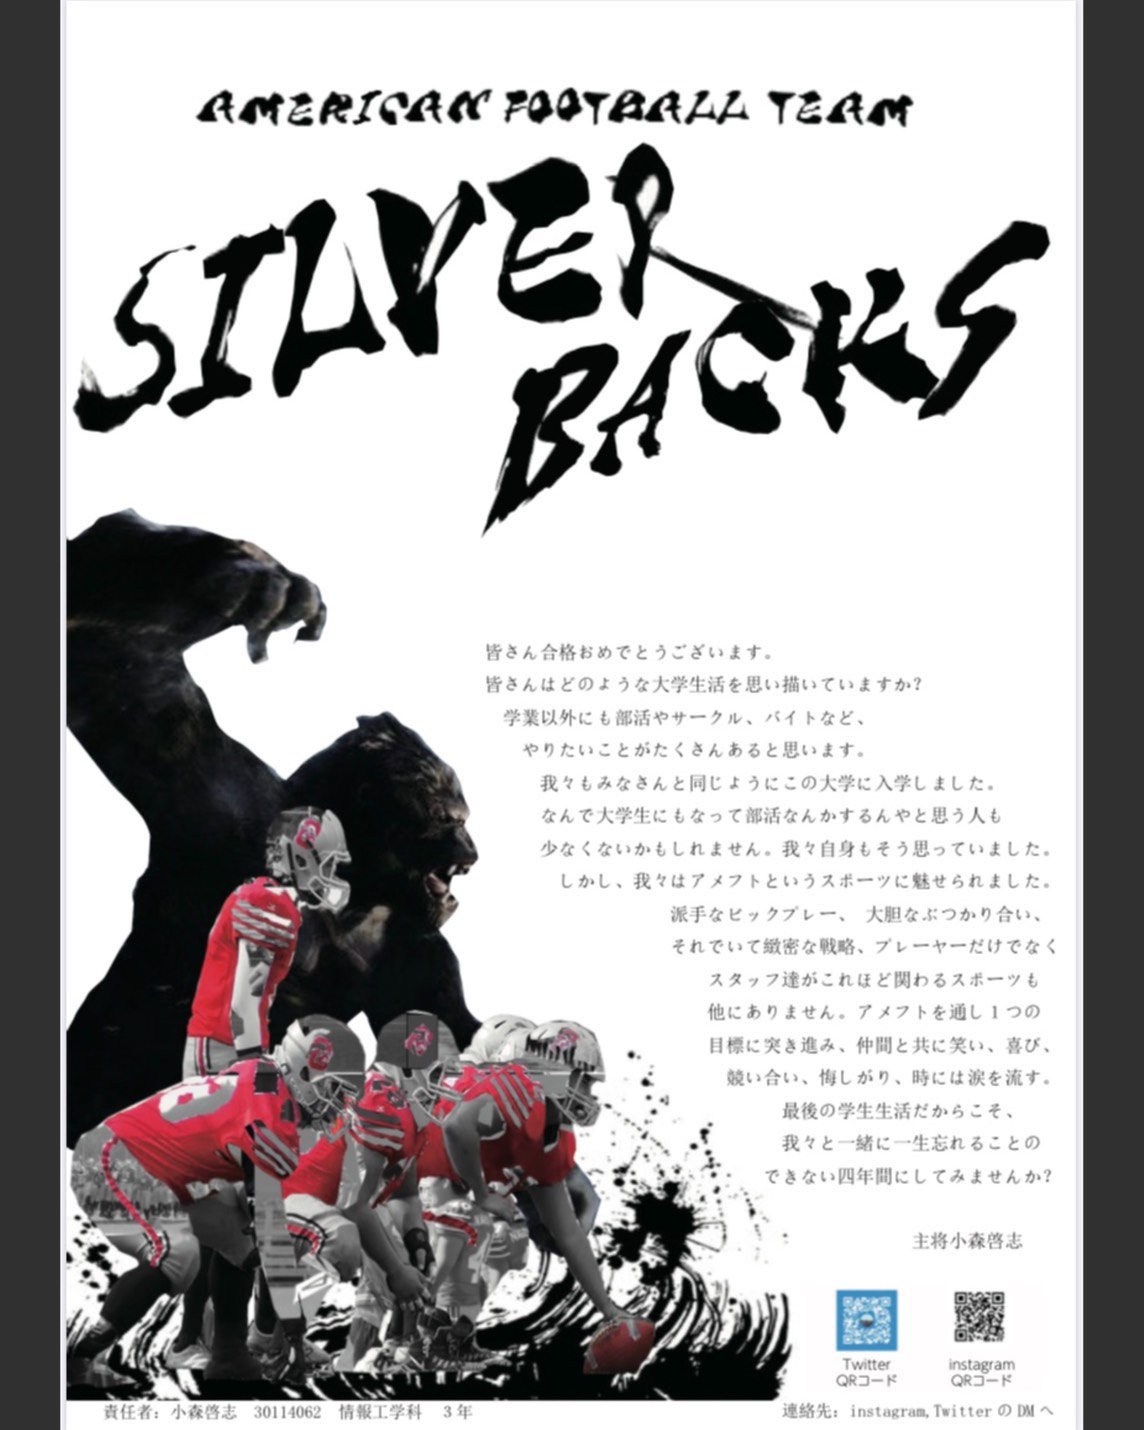 AMERICAN FOOTBALL TEAM
SILVER
BACKS
皆さん合格おめでとうございます。
皆さんはどのような大学生活を思い描いていますか？
学業以外にも部活やサークル、バイトなど、
やりたいことがたくさんあると思います。
我々もみなさんと同じようにこの大学に入学しました。
なんで大学生にもなって部活なんかするんやと思う人も
少なくないかもしれません。我々自身もそう思っていました。
しかし、我々はアメフトというスポーツに魅せられました。
派手なビックプレー、 大胆なぶつかり合い、
それでいて緻密な戦略、プレーヤーだけでなく
スタッフ達がこれほど関わるスポーツも
他にありません。アメフトを通し１つの
目標に突き進み、仲間と共に笑い、喜び、
競い合い、悔しがり、時には涙を流す。
最後の学生生活だからこそ、
我々と一緒に一生忘れることの
できない四年間にしてみませんか？
主将小森啓志
Twitter
QRコード
instagram
QRコード
責任者：小森啓志 30114062 情報工学科 ３年
連絡先：instagram,Twitter の DM へ